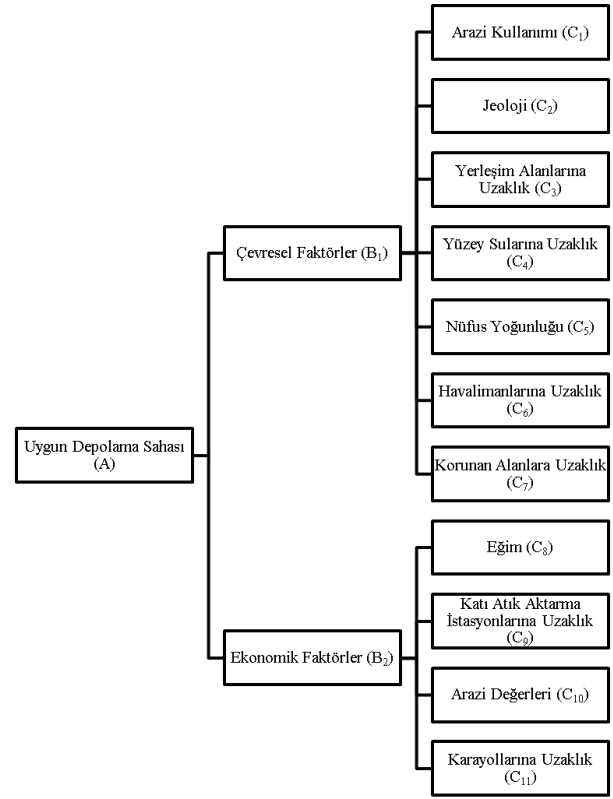 Arazi Kullanımı (C₁)
Jeoloji (C₂)
Yerleşim Alanlarına
Uzaklık (C₃)
Çevresel Faktörler (B₁)
Yüzey Sularına Uzaklık
(C₄)
Nüfus Yoğunluğu (C₅)
Havalimanlarına Uzaklık
(C₆)
Uygun Depolama Sahası
(A)
Korunan Alanlara Uzaklık
(C₇)
Eğim (C₈)
Katı Atık Aktarma
İstasyonlarına Uzaklık
(C₉)
Ekonomik Faktörler (B₂)
Arazi Değerleri (C₁₀)
Karayollarına Uzaklık
(C₁₁)